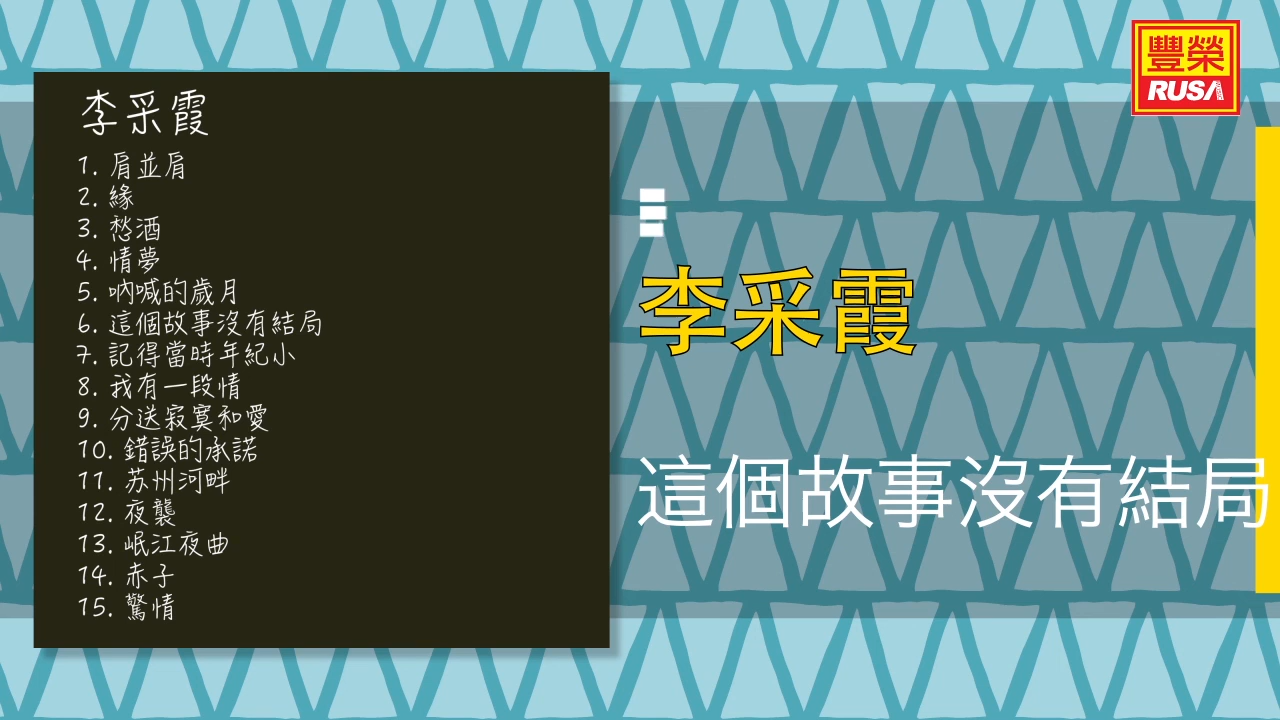 李采霞
1. 肩並肩
2. 緣
3. 愁酒
4. 情夢
5. 吶喊的歲月
6. 這個故事沒有結局
7. 記得當時年紀小
8. 我有一段情
9. 分送寂寞和愛
10. 錯誤的承諾
11. 苏州河畔
12. 夜襲
13. 岷江夜曲
14. 赤子
15. 驚情
豐榮
RUSA
李采霞
這個故事沒有結局